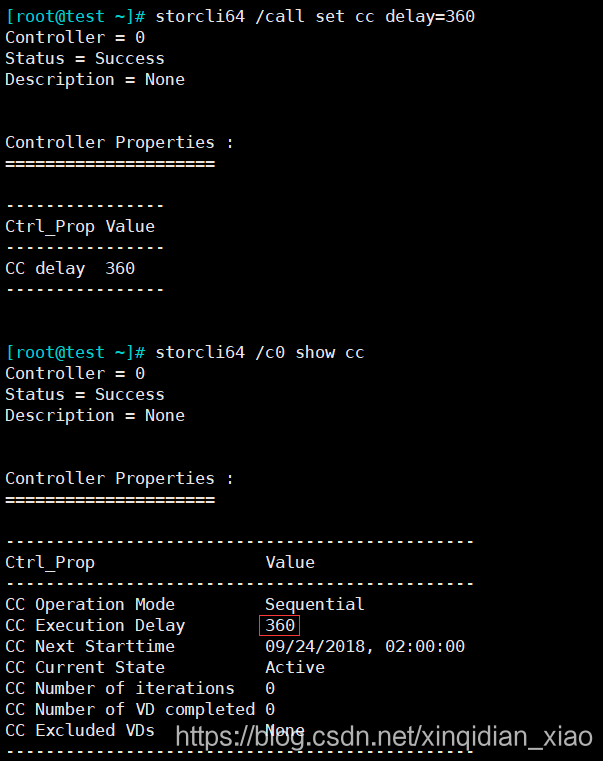 [root@test ~]# storcli64 /call set cc delay=360
Controller = 0
Status = Success
Description = None
Controller Properties :
=====================
----------------
Ctrl_Prop Value
----------------
CC delay  360
----------------
[root@test ~]# storcli64 /c0 show cc
Controller = 0
Status = Success
Description = None
Controller Properties :
=====================
-----------------------------------------------
Ctrl_Prop                 Value
-----------------------------------------------
CC Operation Mode         Sequential
CC Execution Delay        360
CC Next Starttime         09/24/2018, 02:00:00
CC Current State          Active
CC Number of iterations   0
CC Number of VD completed 0
CC Excluded VDs           None
-----------------------------------------------
https://blog.csdn.net/xinqidian_xiao